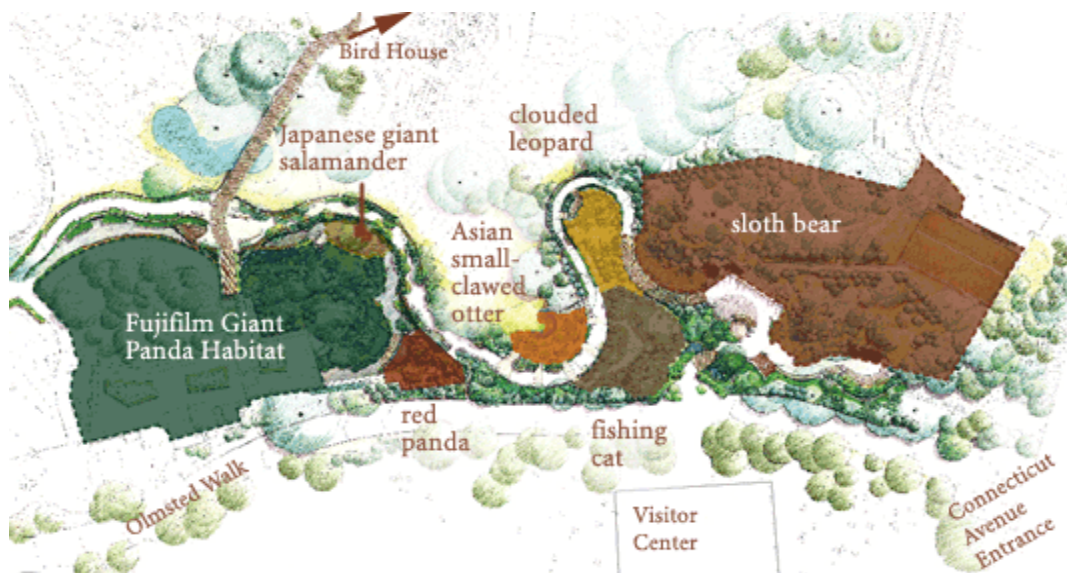 Bird House
Japanese giant
salamander
clouded
leopard
Asian
small-
clawed
otter
sloth bear
Fujifilm Giant
Panda Habitat
red
panda
fishing
cat
Olmsted Walk
Visitor
Center
Connecticut
Avenue
Entrance